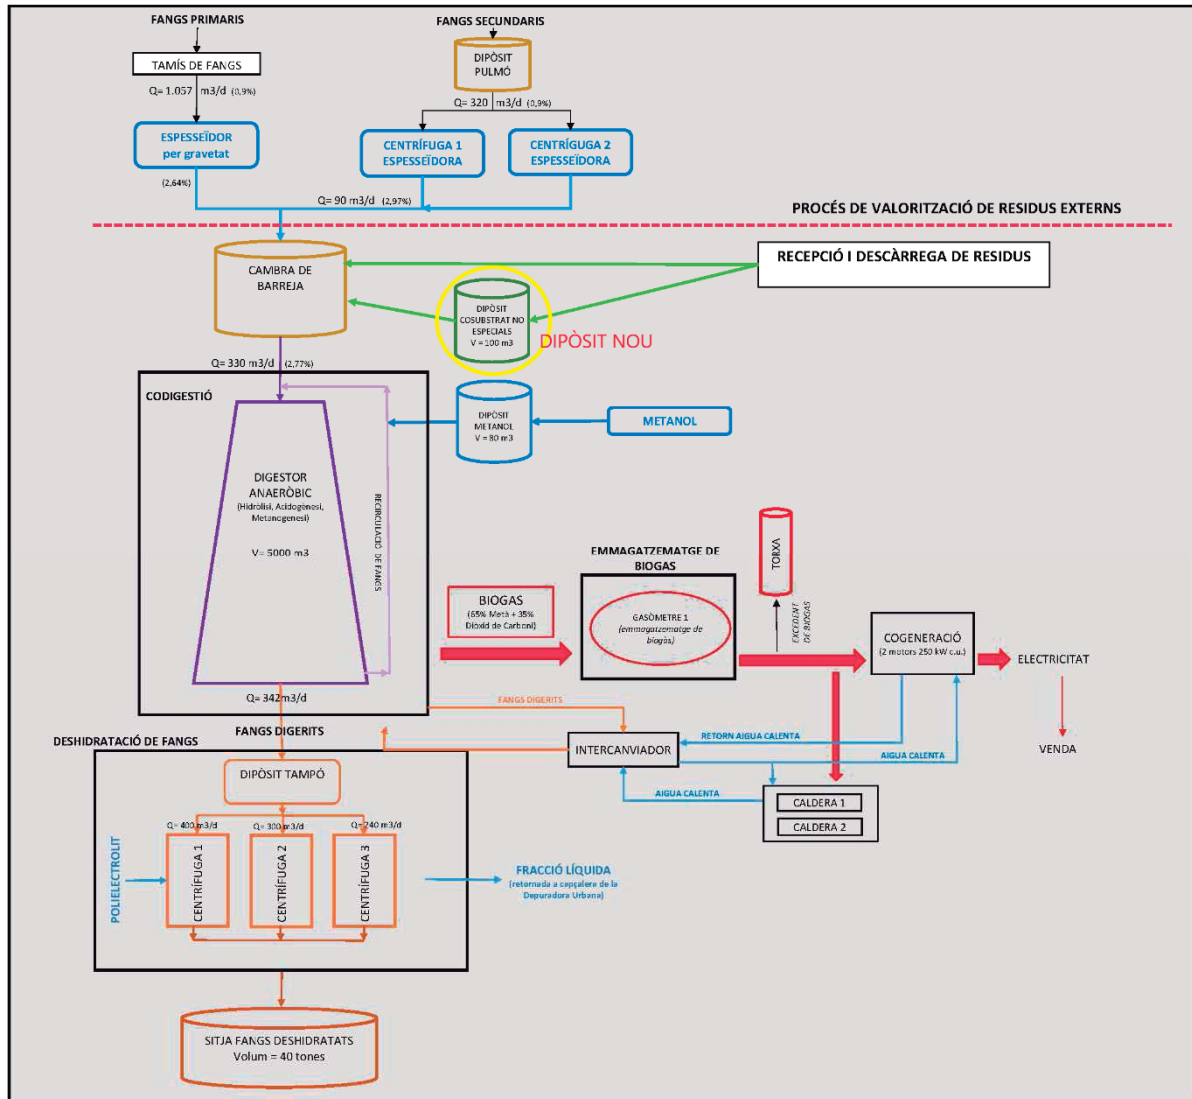 FANGS PRIMARIS
FANGS SECUNDARIS
TAMÍS DE FANGS
DIPÒSIT
PULMÓ
Q= 1.057 m3/d (0,9%)
Q= 320 m3/d (0,9%)
ESPESSEÏDOR
per gravetat
CENTRÍFUGA 1
ESPESSEÏDORA
CENTRÍGUGA 2
ESPESSEÏDORA
(2,64%)
Q= 90 m3/d (2,97%)
PROCÉS DE VALORITZACIÓ DE RESIDUS EXTERNS
RECEPCIÓ I DESCÀRREGA DE RESIDUS
CAMBRA DE
BARREJA
DIPÒSIT
COSUBSTRAT NO
ESPECIALS
V = 100 m3
DIPÒSIT NOU
Q= 330 m3/d (2,77%)
CODIGESTIÓ
DIPÒSIT
METANOL
V = 80 m3
METANOL
DIGESTOR
ANAERÒBIC
(Hidròlisi, Acidogènesi,
Metanogenesi)
V= 5000 m3
RECIRCULACIÓ DE FANGS
EMMAGATZEMATGE DE
BIOGAS
TORXA
EXCEDENT
DE BIOGAS
BIOGAS
(65% Metà + 35%
Diòxid de Carboni)
GASÒMETRE 1
(emmagatzematge de
biogàs)
COGENERACIÓ
(2 motors 250 kW c.u.)
ELECTRICITAT
VENDA
Q= 342m3/d
FANGS DIGERITS
FANGS DIGERITS
DESHIDRATACIÓ DE FANGS
INTERCANVIADOR
RETORN AIGUA CALENTA
AIGUA CALENTA
AIGUA CALENTA
CALDERA 1
CALDERA 2
DIPÒSIT TAMPÓ
Q= 400 m3/d
Q= 300 m3/d
Q= 240 m3/d
POLIELECTROLIT
CENTRÍFUGA 1
CENTRÍFUGA 2
CENTRÍFUGA 3
FRACCIÓ LÍQUIDA
(retornada a capçalera de la
Depuradora Urbana)
SITJA FANGS DESHIDRATATS
Volum = 40 tones